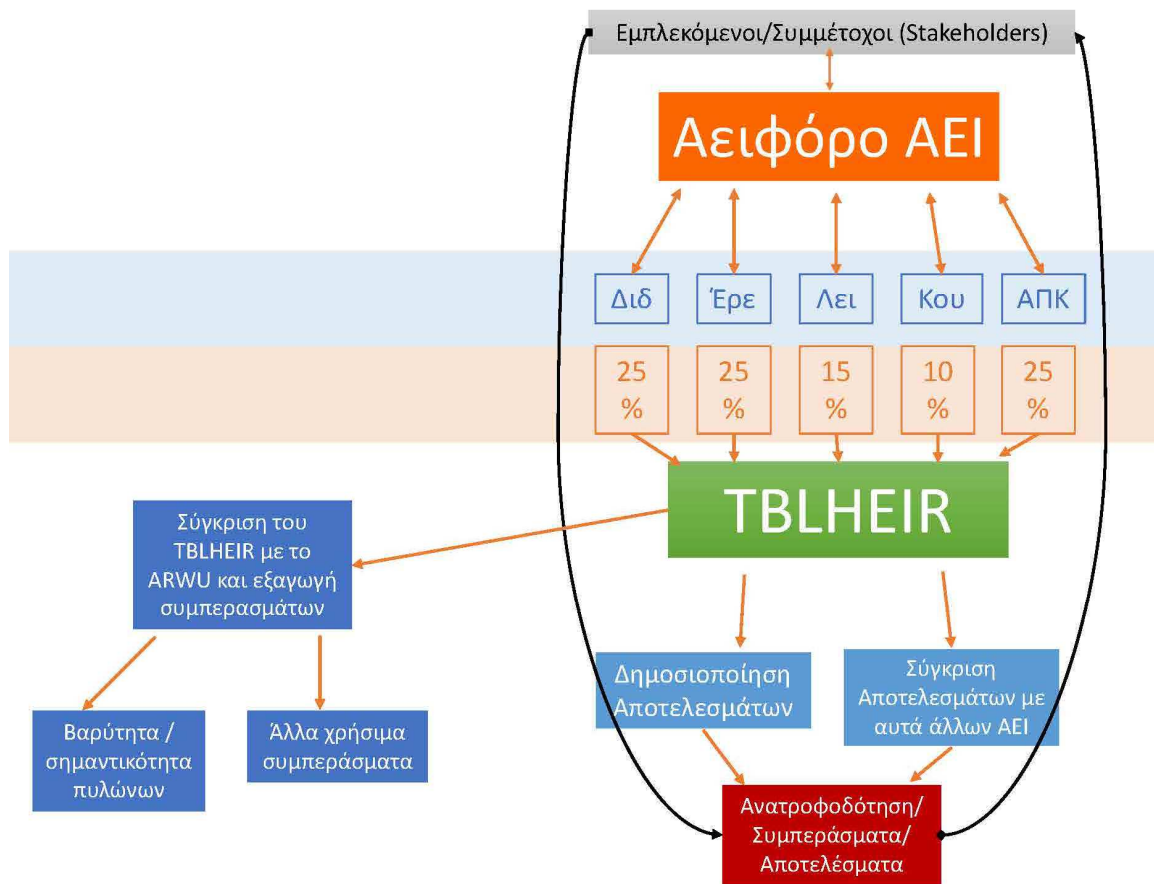 Εμπλεκόμενοι/Συμμέτοχοι (Stakeholders)
Αειφόρο ΑΕΙ
Διδ
Έρε
Λει
Κου
ΑΠΚ
25
%
25
%
15
%
10
%
25
%
TBLHEIR
Σύγκριση του
TBLHEIR με το
ARWU και εξαγωγή
συμπερασμάτων
Βαρύτητα /
σημαντικότητα
πυλώνων
Άλλα χρήσιμα
συμπεράσματα
Δημοσιοποίηση
Αποτελεσμάτων
Σύγκριση
Αποτελεσμάτων με
αυτά άλλων ΑΕΙ
Ανατροφοδότηση/
Συμπεράσματα/
Αποτελέσματα